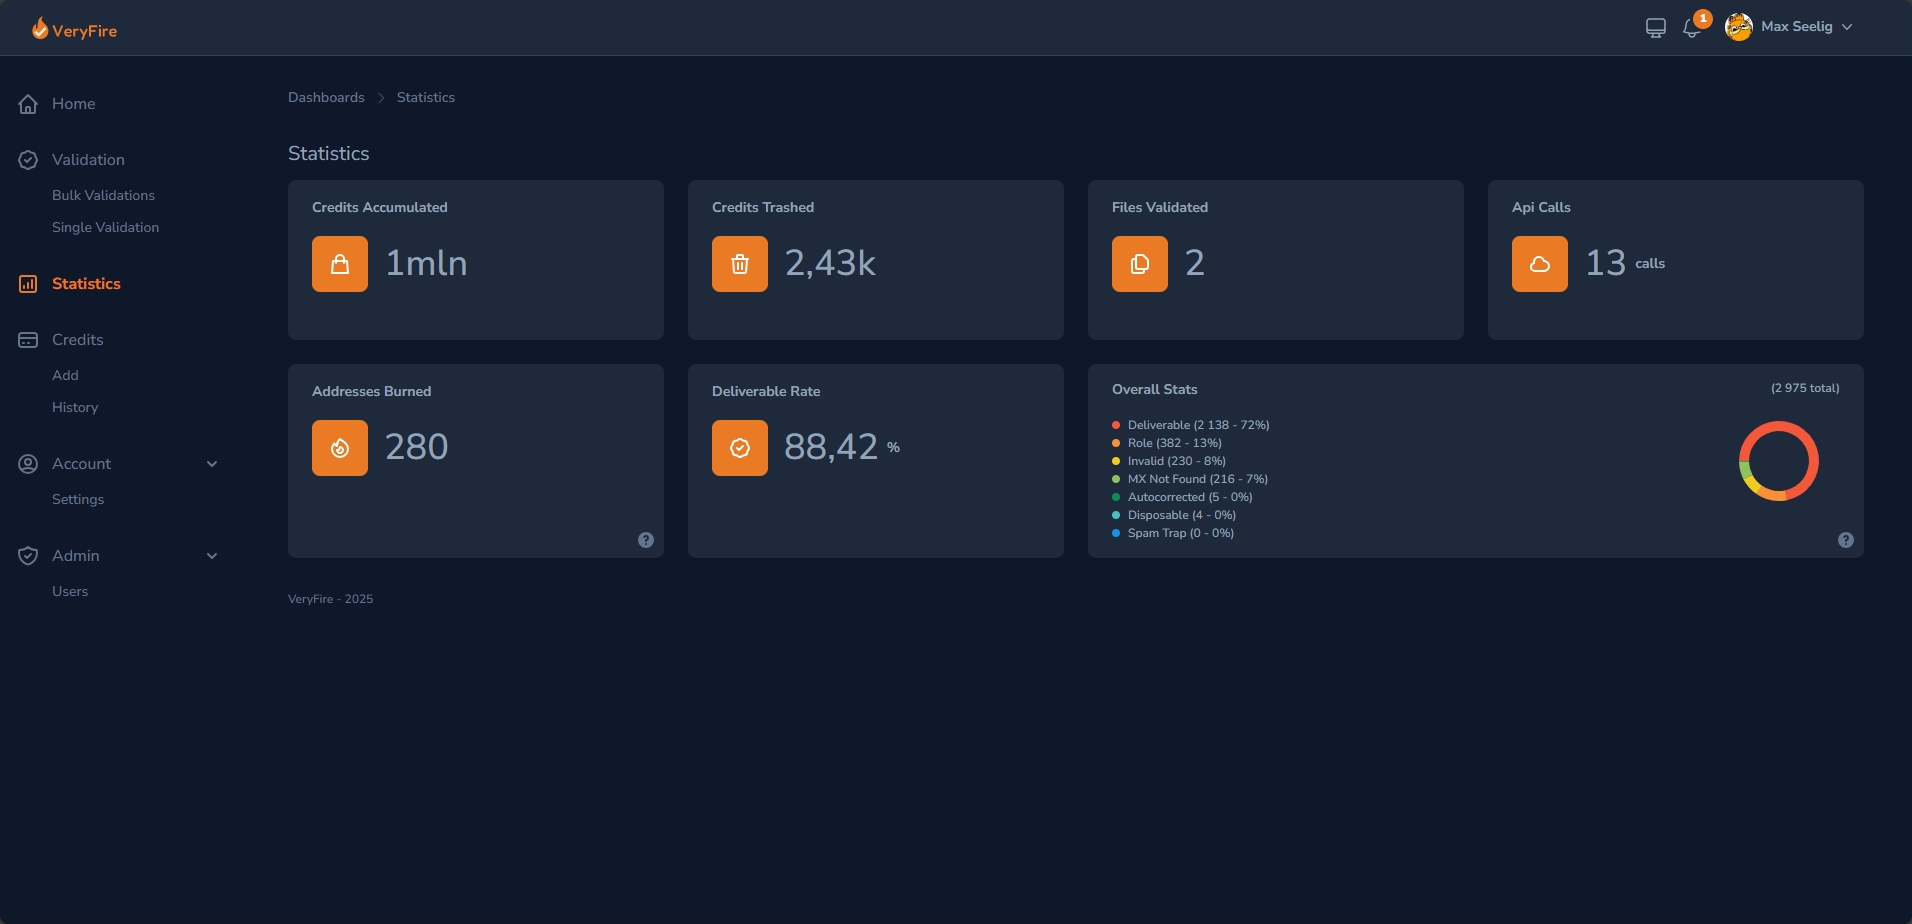 VeryFire
1
Max Seelig
Home
Validation
Bulk Validations
Single Validation
Statistics
Credits
Add
History
Account
Settings
Admin
Users
Dashboards
Statistics
Statistics
Credits Accumulated
1mln
Credits Trashed
2,43k
Files Validated
2
Api Calls
13 calls
Addresses Burned
280
?
Deliverable Rate
88,42 %
Overall Stats
(2 975 total)
Deliverable (2 138 - 72%)
Role (382 - 13%)
Invalid (230 - 8%)
MX Not Found (216 - 7%)
Autocorrected (5 - 0%)
Disposable (4 - 0%)
Spam Trap (0 - 0%)
?
VeryFire - 2025